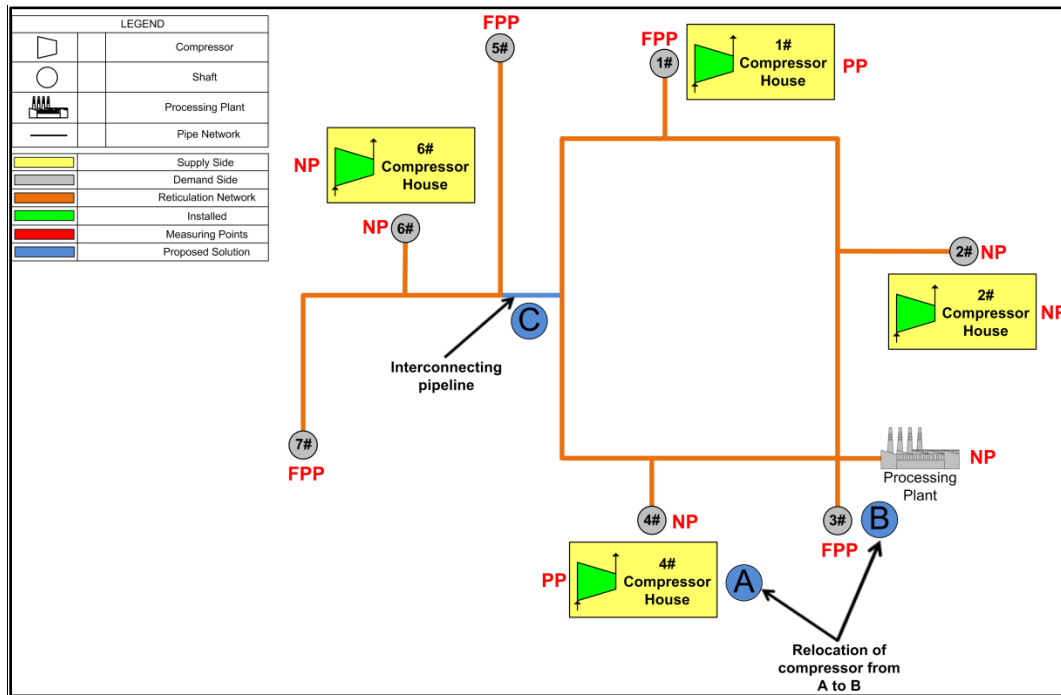 LEGEND
Compressor
Shaft
Processing Plant
Pipe Network
Supply Side
Demand Side
Reticulation Network
Installed
Measuring Points
Proposed Solution
FPP
5#
FPP
1#
1#
Compressor
House
PP
NP
6#
Compressor
House
NP
6#
2#
NP
2#
Compressor
House
NP
C
Interconnecting
pipeline
7#
FPP
NP
Processing
Plant
4#
NP
3#
FPP
B
PP
4#
Compressor
House
A
Relocation of
compressor from
A to B